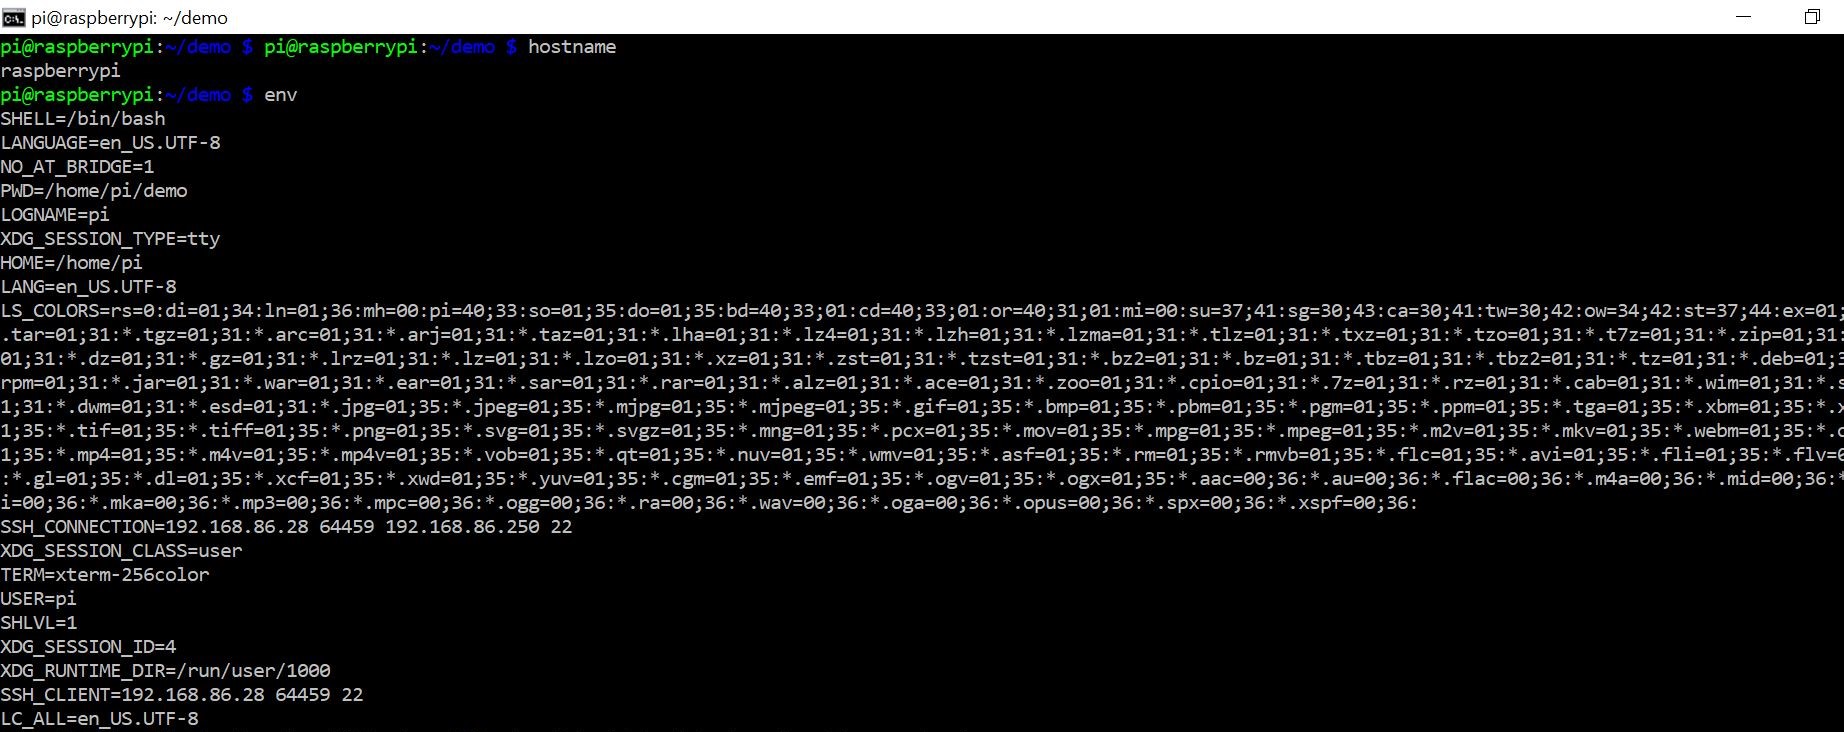 pi@raspberrypi: ~/demo
pi@raspberrypi:~/demo $ pi@raspberrypi:~/demo $ hostname
raspberrypi
pi@raspberrypi:~/demo $ env
SHELL=/bin/bash
LANGUAGE=en_US.UTF-8
NO_AT_BRIDGE=1
PWD=/home/pi/demo
LOGNAME=pi
XDG_SESSION_TYPE=tty
HOME=/home/pi
LANG=en_US.UTF-8
LS_COLORS=rs=0:di=01;34:ln=01;36:mh=00:pi=40;33:so=01;35:do=01;35:bd=40;33;01:cd=40;33;01:or=40;31;01:mi=00:su=37;41:sg=30;43:ca=30;41:tw=30;42:ow=34;42:st=37;44:ex=01;
.tar=01;31:*.tgz=01;31:*.arc=01;31:*.arj=01;31:*.taz=01;31:*.lha=01;31:*.lz4=01;31:*.lzh=01;31:*.lzma=01;31:*.tlz=01;31:*.txz=01;31:*.tzo=01;31:*.t7z=01;31:*.zip=01;31:
01;31:*.dz=01;31:*.gz=01;31:*.lrz=01;31:*.lz=01;31:*.lzo=01;31:*.xz=01;31:*.zst=01;31:*.tzst=01;31:*.bz2=01;31:*.bz=01;31:*.tbz=01;31:*.tbz2=01;31:*.tz=01;31:*.deb=01;3
rpm=01;31:*.jar=01;31:*.war=01;31:*.ear=01;31:*.sar=01;31:*.rar=01;31:*.alz=01;31:*.ace=01;31:*.zoo=01;31:*.cpio=01;31:*.7z=01;31:*.rz=01;31:*.cab=01;31:*.wim=01;31:*.s
1;31:*.dwm=01;31:*.esd=01;31:*.jpg=01;35:*.jpeg=01;35:*.mjpg=01;35:*.mjpeg=01;35:*.gif=01;35:*.bmp=01;35:*.pbm=01;35:*.pgm=01;35:*.ppm=01;35:*.tga=01;35:*.xbm=01;35:*.x
1;35:*.tif=01;35:*.tiff=01;35:*.png=01;35:*.svg=01;35:*.svgz=01;35:*.mng=01;35:*.pcx=01;35:*.mov=01;35:*.mpg=01;35:*.mpeg=01;35:*.m2v=01;35:*.mkv=01;35:*.webm=01;35:*.o
1;35:*.mp4=01;35:*.m4v=01;35:*.mp4v=01;35:*.vob=01;35:*.qt=01;35:*.nuv=01;35:*.wmv=01;35:*.asf=01;35:*.rm=01;35:*.rmvb=01;35:*.flc=01;35:*.avi=01;35:*.fli=01;35:*.flv=0
:*.gl=01;35:*.dl=01;35:*.xcf=01;35:*.xwd=01;35:*.yuv=01;35:*.cgm=01;35:*.emf=01;35:*.ogv=01;35:*.ogx=01;35:*.aac=00;36:*.au=00;36:*.flac=00;36:*.m4a=00;36:*.mid=00;36:*
i=00;36:*.mka=00;36:*.mp3=00;36:*.mpc=00;36:*.ogg=00;36:*.ra=00;36:*.wav=00;36:*.oga=00;36:*.opus=00;36:*.spx=00;36:*.xspf=00;36:
SSH_CONNECTION=192.168.86.28 64459 192.168.86.250 22
XDG_SESSION_CLASS=user
TERM=xterm-256color
USER=pi
SHLVL=1
XDG_SESSION_ID=4
XDG_RUNTIME_DIR=/run/user/1000
SSH_CLIENT=192.168.86.28 64459 22
LC_ALL=en_US.UTF-8